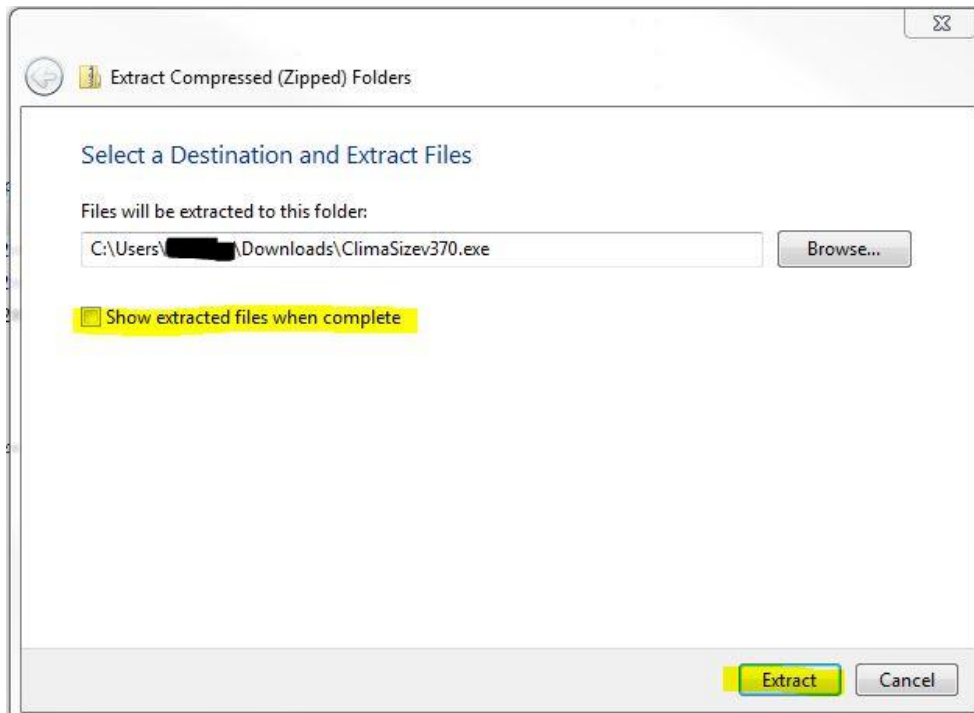 Extract Compressed (Zipped) Folders
Select a Destination and Extract Files
Files will be extracted to this folder:
C:\Users\ \Downloads\ClimaSizev370.exe
Browse...
Show extracted files when complete
Extract
Cancel